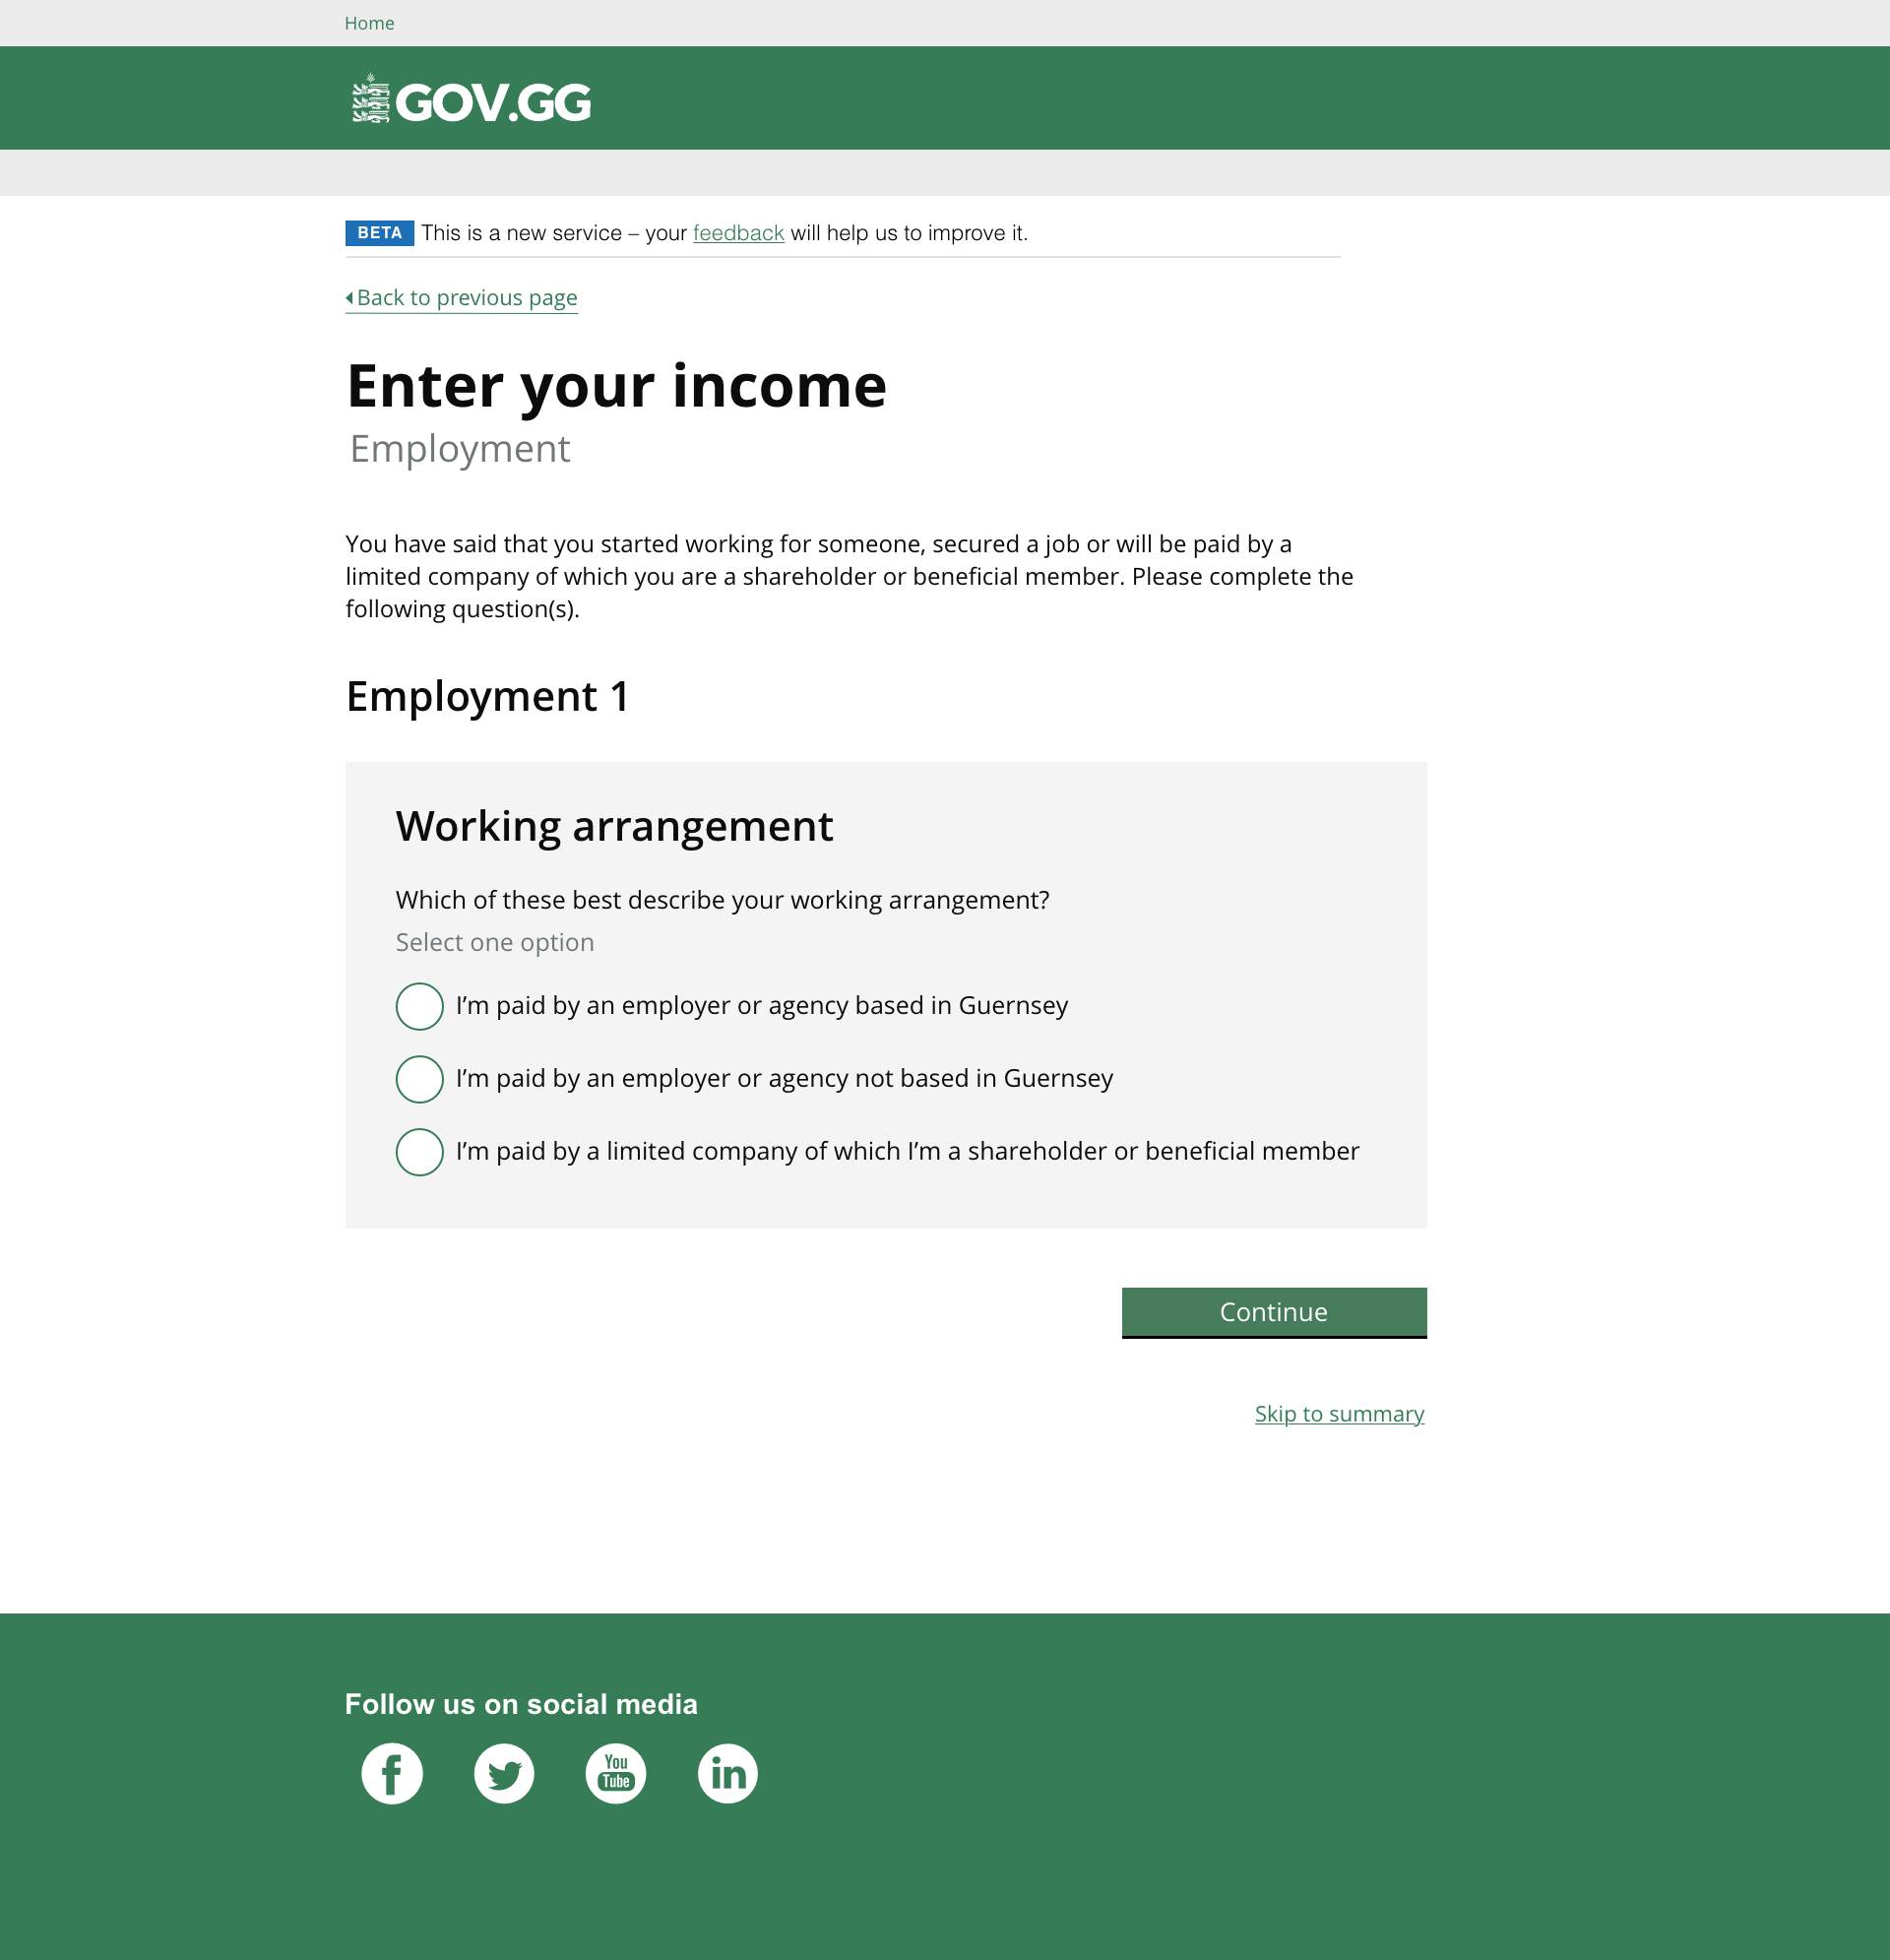 Home
GOV.GG
BETA This is a new service – your feedback will help us to improve it.
Back to previous page
Enter your income
Employment
You have said that you started working for someone, secured a job or will be paid by a
limited company of which you are a shareholder or beneficial member. Please complete the
following question(s).
Employment 1
Working arrangement
Which of these best describe your working arrangement?
Select one option
I’m paid by an employer or agency based in Guernsey
I’m paid by an employer or agency not based in Guernsey
I’m paid by a limited company of which I’m a shareholder or beneficial member
Continue
Skip to summary
Follow us on social media
f
You
Tube
in